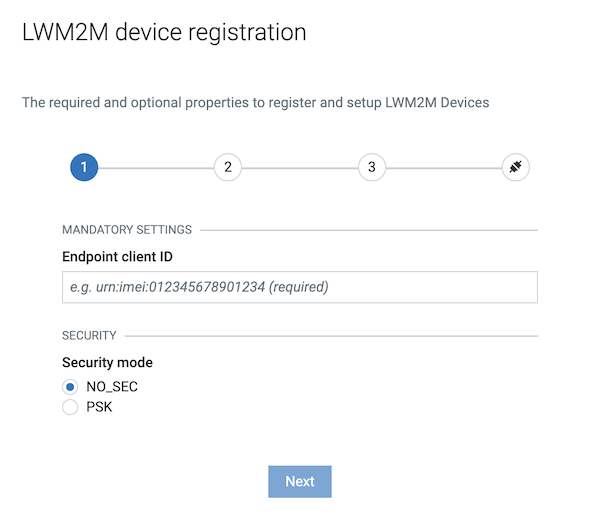 LWM2M device registration
The required and optional properties to register and setup LWM2M Devices
1 2 3
MANDATORY SETTINGS
Endpoint client ID
e.g. urn:imei:012345678901234 (required)
SECURITY
Security mode
NO_SEC
PSK
Next